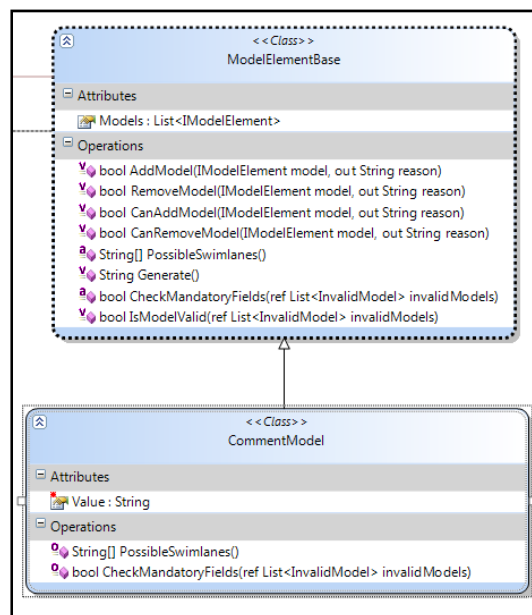 <<Class>>
ModelElementBase
Attributes
Models : List<IModelElement>
Operations
v bool AddModel(IModelElement model, out String reason)
v bool RemoveModel(IModelElement model, out String reason)
v bool CanAddModel(IModelElement model, out String reason)
v bool CanRemoveModel(IModelElement model, out String reason)
a String[] PossibleSwimlanes()
v String Generate()
a bool CheckMandatoryFields(ref List<InvalidModel> invalidModels)
v bool IsModelValid(ref List<InvalidModel> invalidModels)
<<Class>>
CommentModel
Attributes
Value : String
Operations
o String[] PossibleSwimlanes()
o bool CheckMandatoryFields(ref List<InvalidModel> invalidModels)